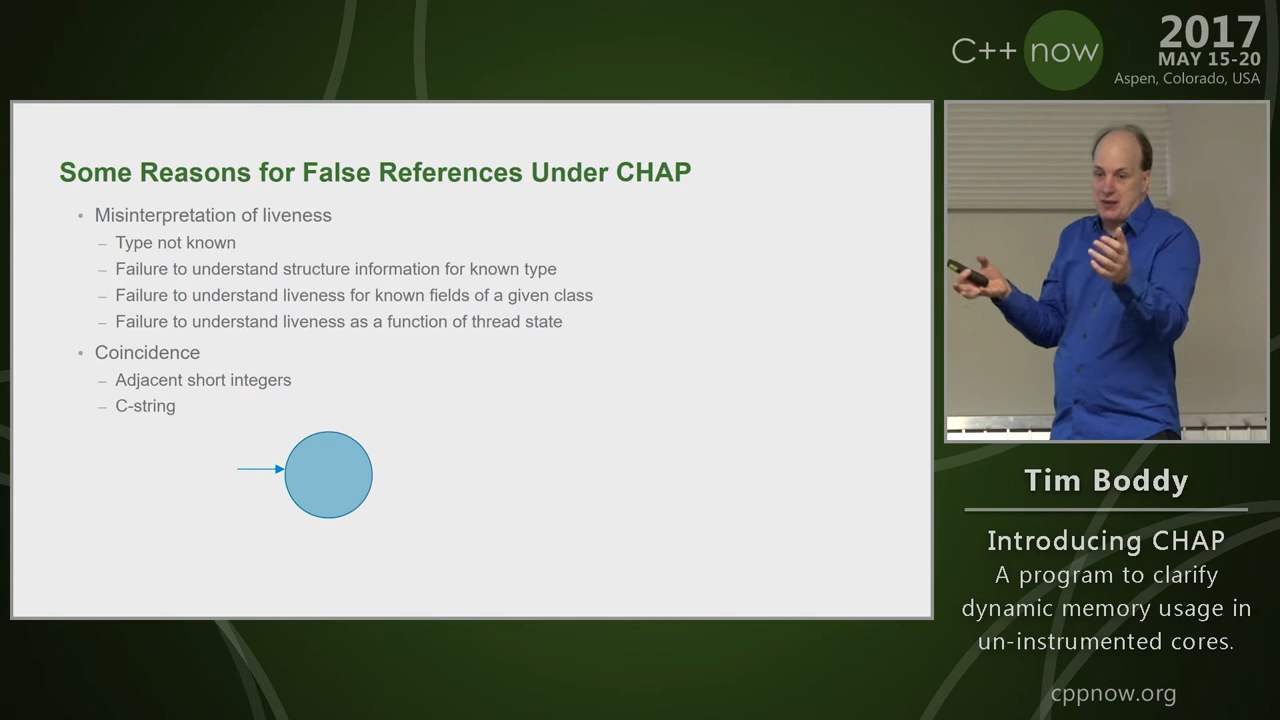 C++ now
2017
MAY 15-20
Aspen, Colorado, USA
Some Reasons for False References Under CHAP
• Misinterpretation of liveness
– Type not known
– Failure to understand structure information for known type
– Failure to understand liveness for known fields of a given class
– Failure to understand liveness as a function of thread state
• Coincidence
– Adjacent short integers
– C-string
Tim Boddy
Introducing CHAP
A program to clarify
dynamic memory usage in
un-instrumented cores.
cppnow.org